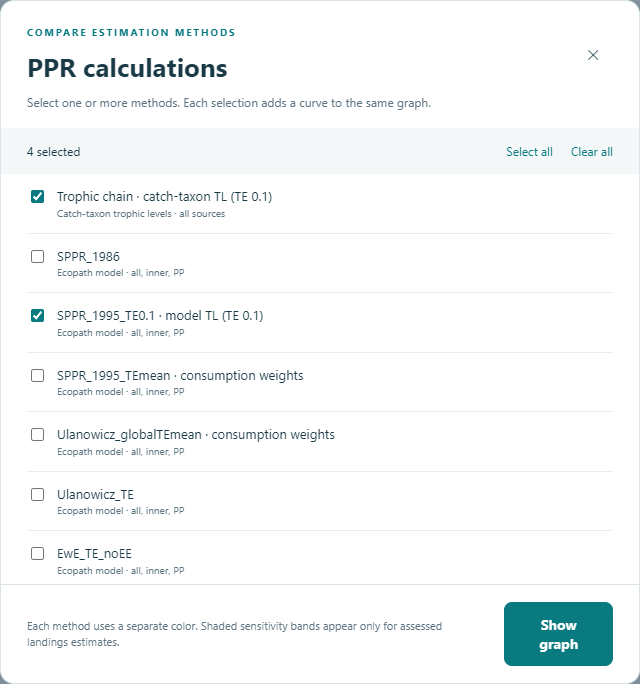 COMPARE ESTIMATION METHODS
PPR calculations
Select one or more methods. Each selection adds a curve to the same graph.
4 selected
Select all
Clear all
Trophic chain · catch-taxon TL (TE 0.1)
Catch-taxon trophic levels · all sources
SPPR_1986
Ecopath model · all, inner, PP
SPPR_1995_TE0.1 · model TL (TE 0.1)
Ecopath model · all, inner, PP
SPPR_1995_TEmean · consumption weights
Ecopath model · all, inner, PP
Ulanowicz_globalTEmean · consumption weights
Ecopath model · all, inner, PP
Ulanowicz_TE
Ecopath model · all, inner, PP
EwE_TE_noEE
Ecopath model · all, inner, PP
Each method uses a separate color. Shaded sensitivity bands appear only for assessed
landings estimates.
Show
graph